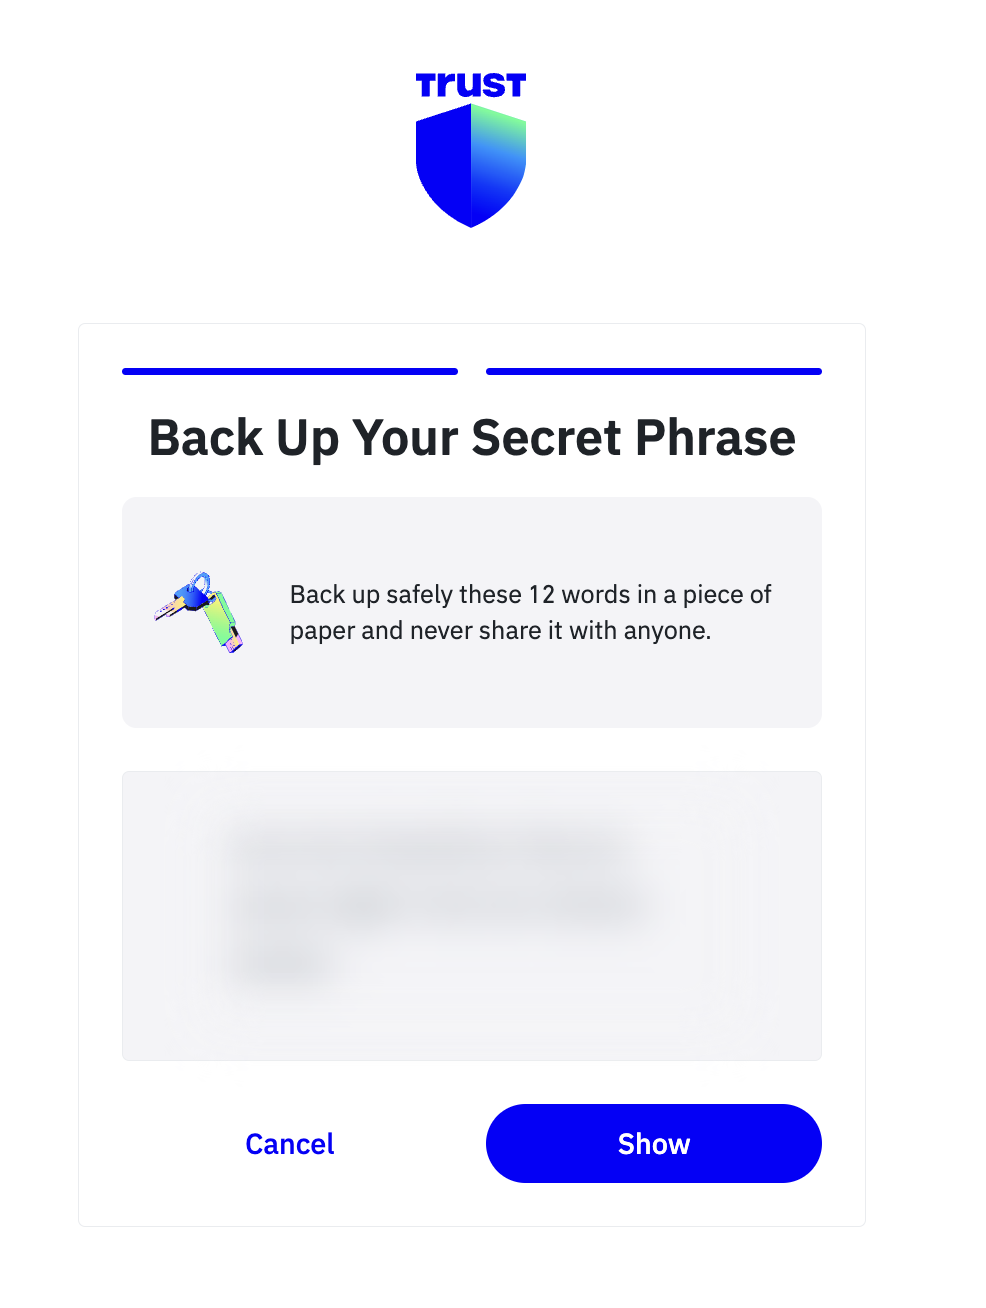 TRUST
Back Up Your Secret Phrase
Back up safely these 12 words in a piece of
paper and never share it with anyone.
Cancel
Show